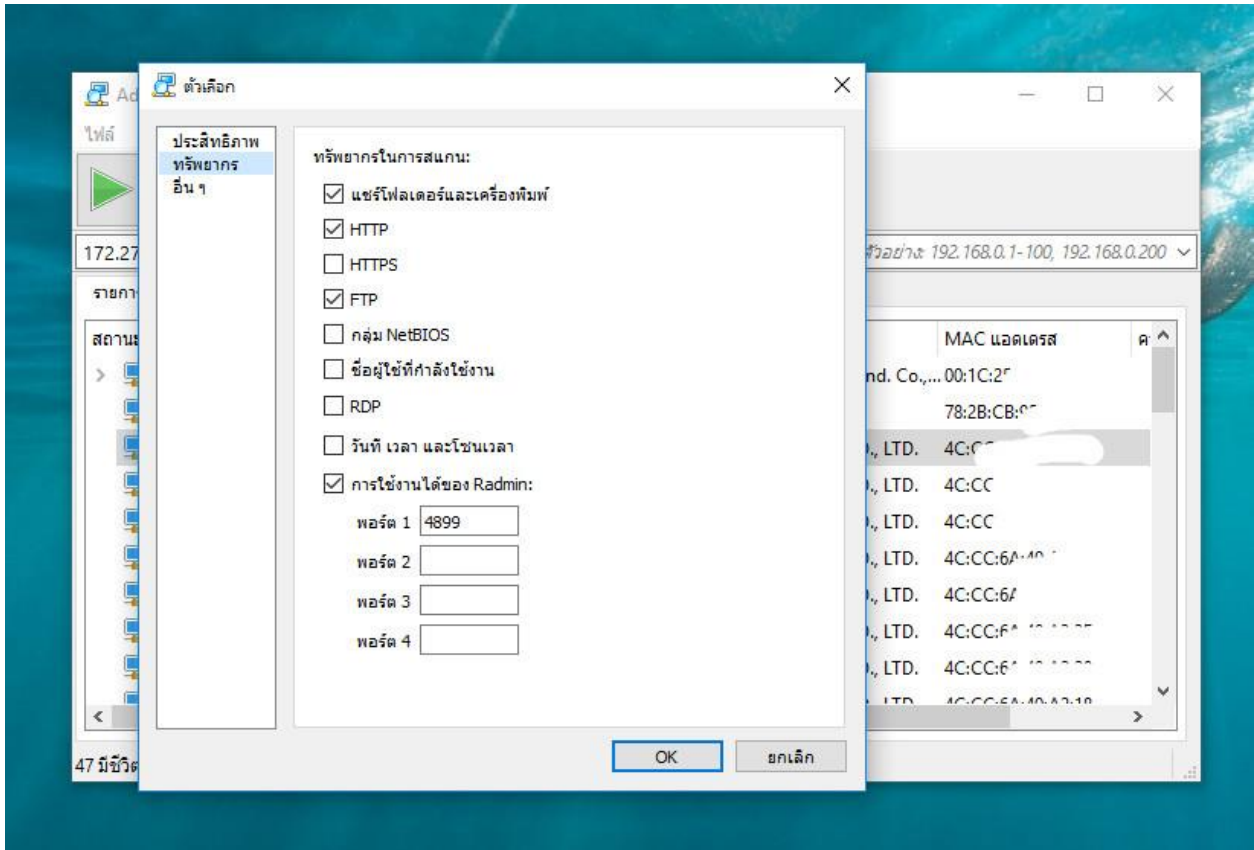 Ad
ตัวเลือก
ไฟล์
ประสิทธิภาพ
ทรัพยากร
อื่น ๆ
ทรัพยากรในการสแกน:
แชร์โฟลเดอร์และเครื่องพิมพ์
HTTP
HTTPS
FTP
กลุ่ม NetBIOS
ชื่อผู้ใช้ที่กำลังใช้งาน
RDP
วันที่ เวลา และโซนเวลา
การใช้งานได้ของ Radmin:
พอร์ต 1 4899
พอร์ต 2
พอร์ต 3
พอร์ต 4
OK
ยกเลิก
172.27
ตัวอย่าง: 192.168.0.1-100, 192.168.0.200
รายกา
สถานะ
MAC แอดเดรส
ค
nd. Co.,... 00:1C:2
78:2B:CB:
., LTD. 4C:
., LTD. 4C:CC
., LTD. 4C:CC
., LTD. 4C:CC:6A:
., LTD. 4C:CC:6
., LTD. 4C:CC:
., LTD. 4C:CC:6
LTD 4C:CC:6A:40:A2:18
47 มีชีวิต